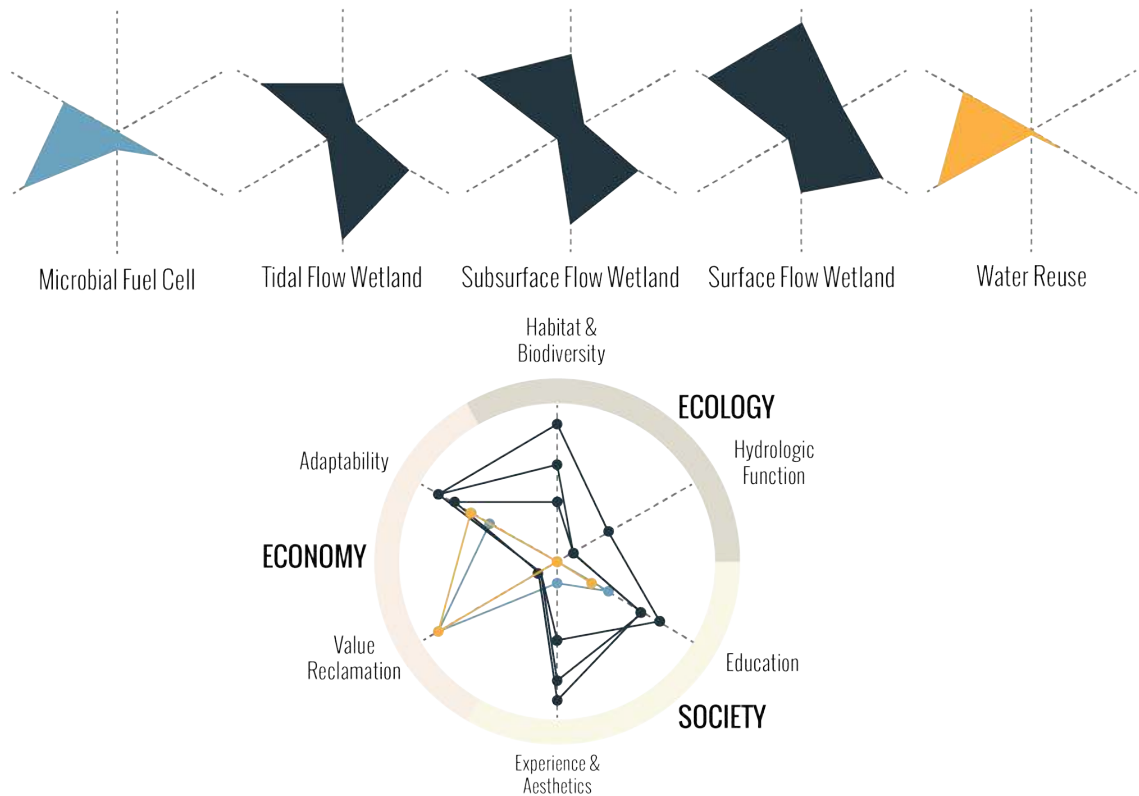 Microbial Fuel Cell
Tidal Flow Wetland
Subsurface Flow Wetland
Surface Flow Wetland
Water Reuse
Habitat &
Biodiversity
ECOLOGY
Hydrologic
Function
Adaptability
ECONOMY
Value
Reclamation
Education
SOCIETY
Experience &
Aesthetics